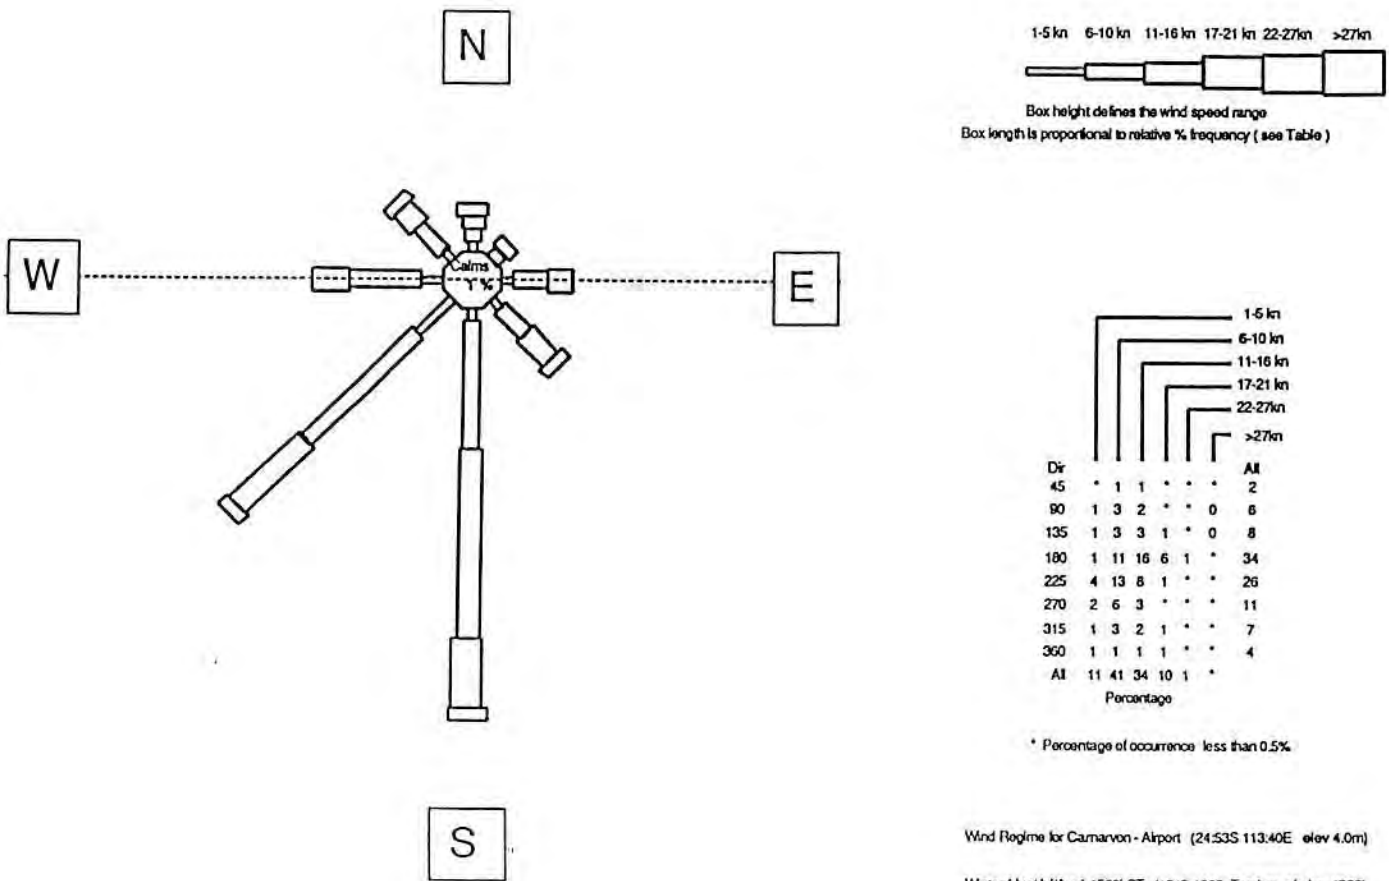 N
W
E
S
Calms
1 %
1-5 kn 6-10 kn 11-16 kn 17-21 kn 22-27kn >27kn
Box height defines the wind speed range
Box length is proportional to relative % frequency ( see Table )
1-5 kn
6-10 kn
11-16 kn
17-21 kn
22-27kn
>27kn
Dir All
45 * 1 1 * * * 2
90 1 3 2 * * 0 6
135 1 3 3 1 * 0 8
180 1 11 16 6 1 * 34
225 4 13 8 1 * * 26
270 2 6 3 * * * 11
315 1 3 2 1 * * 7
360 1 1 1 1 * * 4
All 11 41 34 10 1 *
Percentage
* Percentage of occurrence less than 0.5%
Wind Regime for Carnarvon - Airport (24:53S 113:40E elev 4.0m)